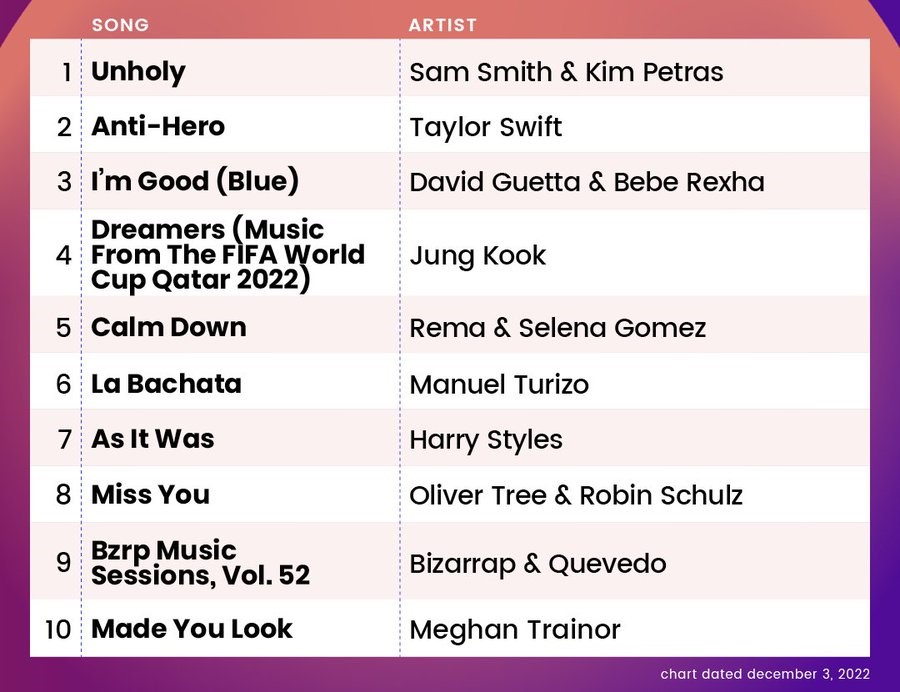 SONG ARTIST
1 Unholy Sam Smith & Kim Petras
2 Anti-Hero Taylor Swift
3 I’m Good (Blue) David Guetta & Bebe Rexha
4 Dreamers (Music
From The FIFA World
Cup Qatar 2022) Jung Kook
5 Calm Down Rema & Selena Gomez
6 La Bachata Manuel Turizo
7 As It Was Harry Styles
8 Miss You Oliver Tree & Robin Schulz
9 Bzrp Music
Sessions, Vol. 52 Bizarrap & Quevedo
10 Made You Look Meghan Trainor
chart dated december 3, 2022